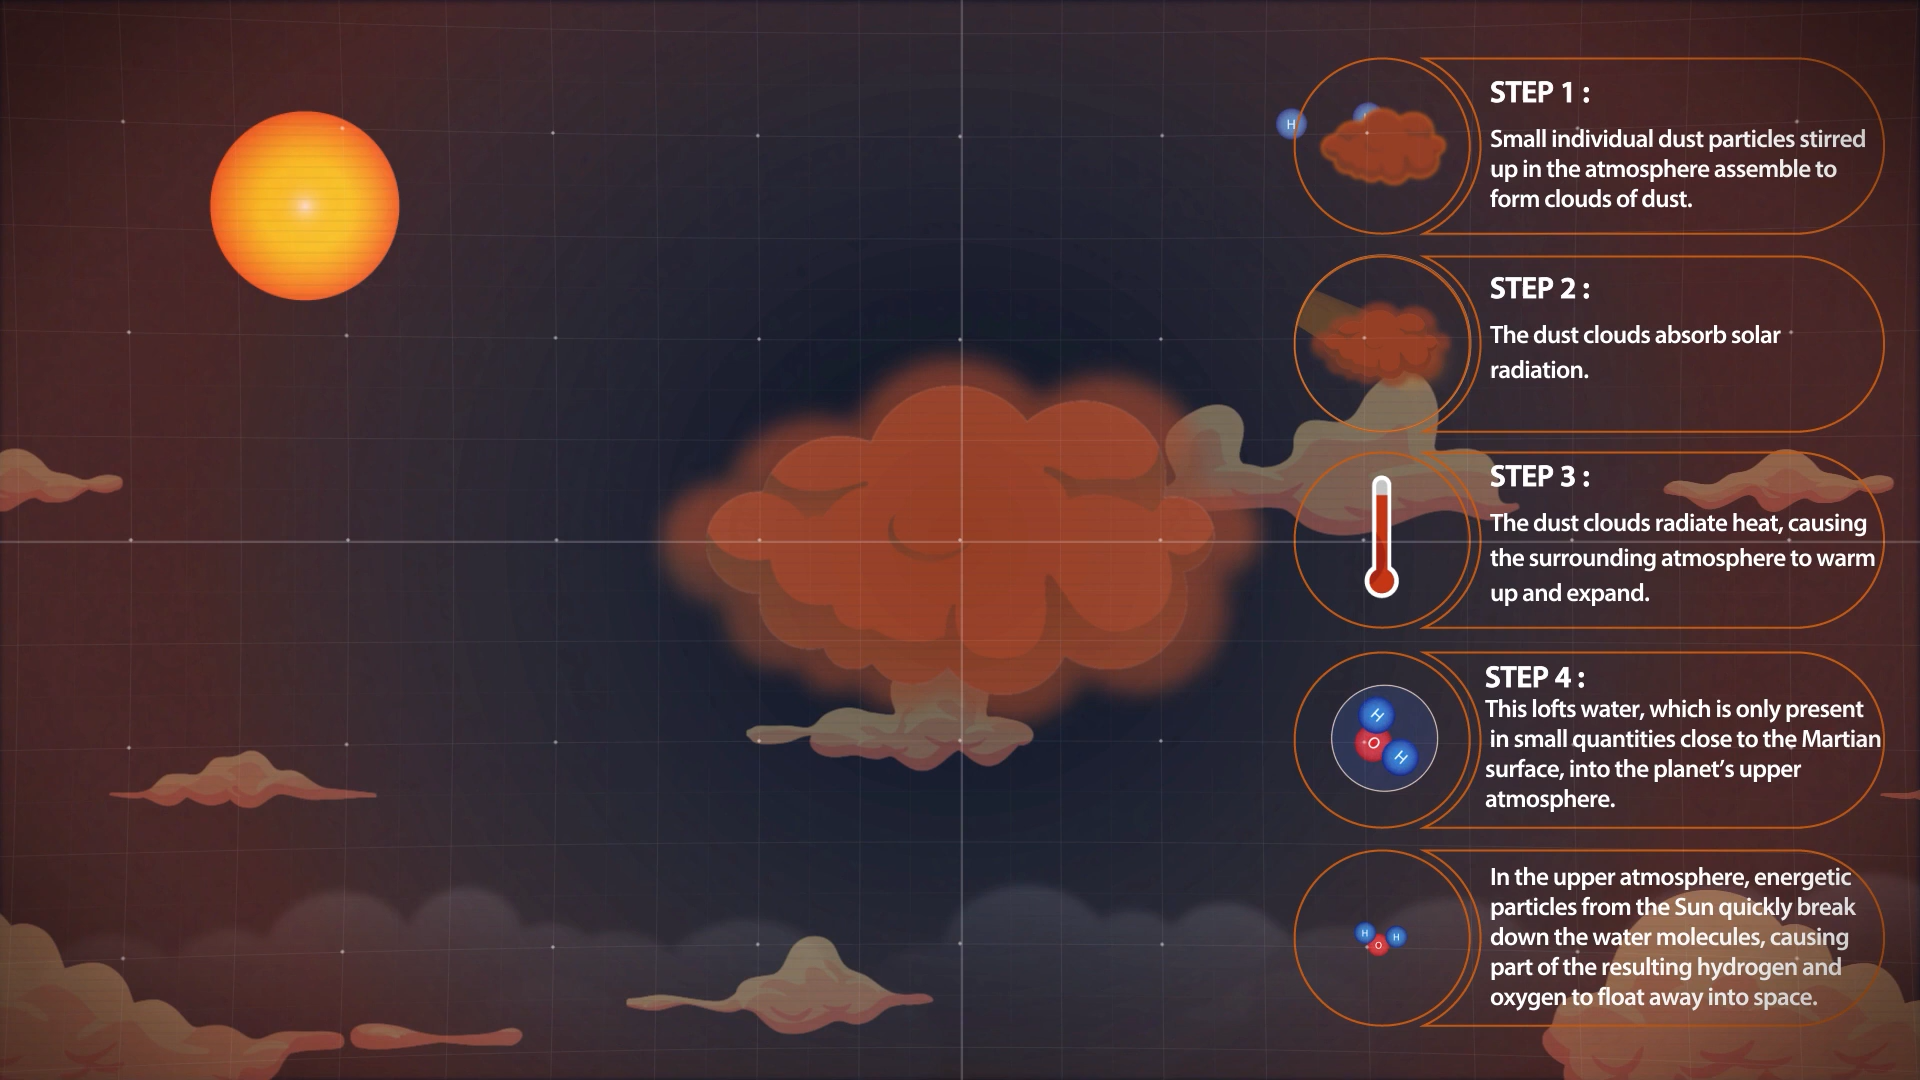 H
STEP 1 :
Small individual dust particles stirred
up in the atmosphere assemble to
form clouds of dust.
STEP 2 :
The dust clouds absorb solar
radiation.
STEP 3 :
The dust clouds radiate heat, causing
the surrounding atmosphere to warm
up and expand.
H
O
H
STEP 4 :
This lofts water, which is only present
in small quantities close to the Martian
surface, into the planet’s upper
atmosphere.
H
H
O
In the upper atmosphere, energetic
particles from the Sun quickly break
down the water molecules, causing
part of the resulting hydrogen and
oxygen to float away into space.